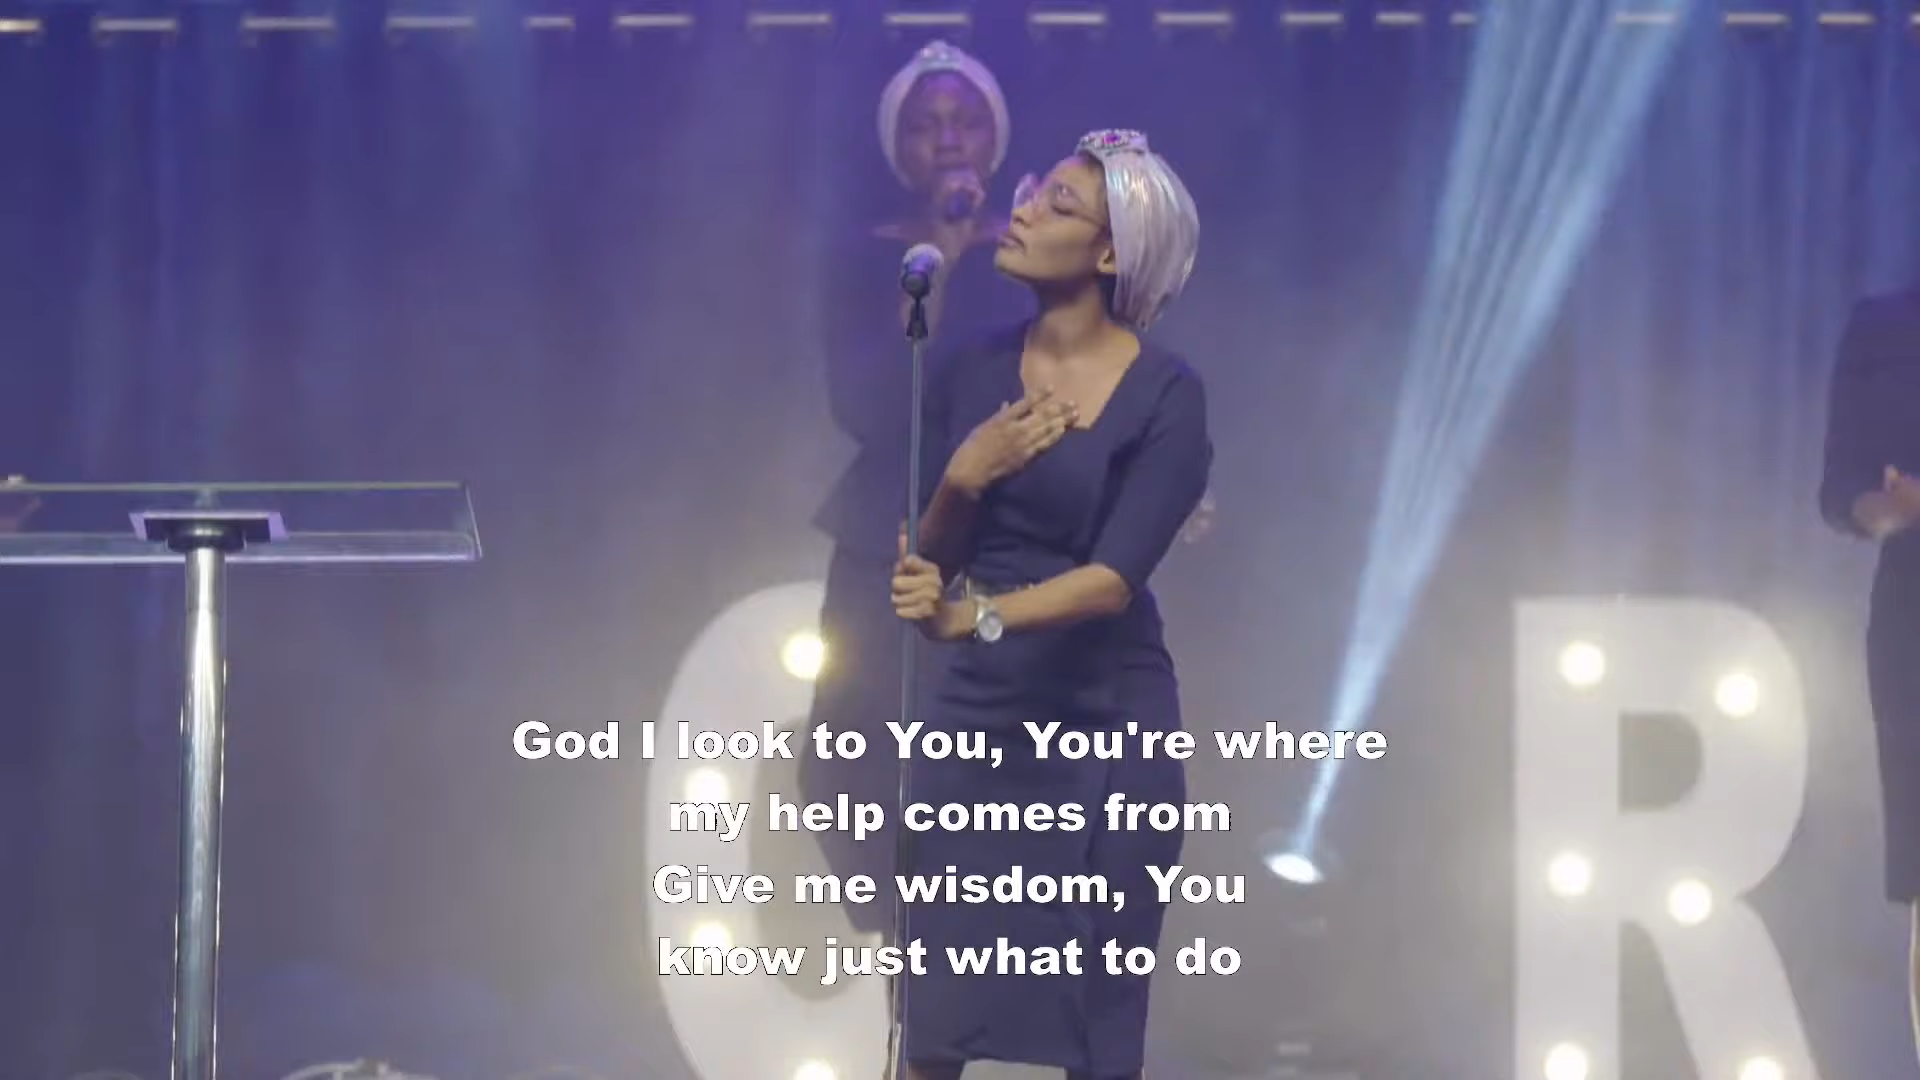 God I look to You, You're where
my help comes from
Give me wisdom, You
know just what to do
C R